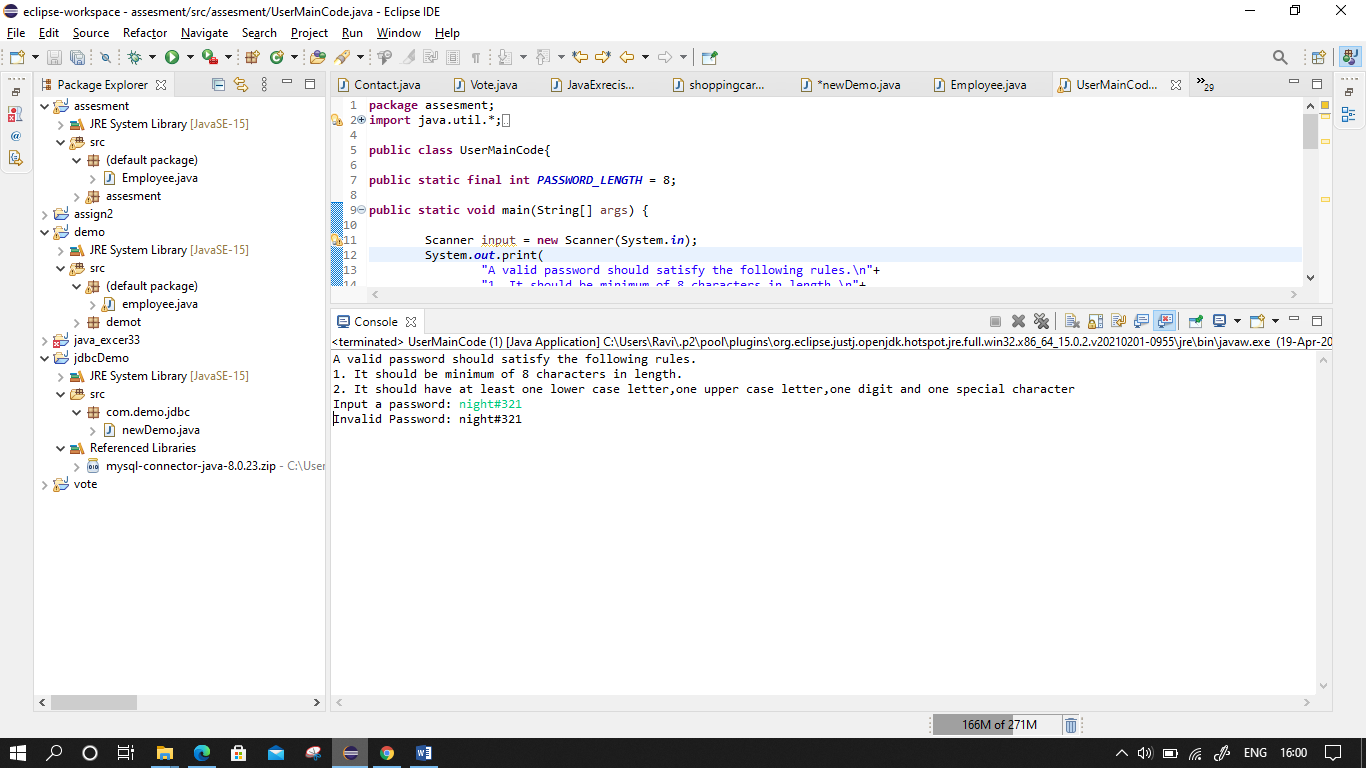 eclipse-workspace - assesment/src/assesment/UserMainCode.java - Eclipse IDE
File Edit Source Refactor Navigate Search Project Run Window Help
Package Explorer
assesment
JRE System Library [JavaSE-15]
src
(default package)
Employee.java
assesment
assign2
demo
JRE System Library [JavaSE-15]
src
(default package)
employee.java
demot
java_excer33
jdbcDemo
JRE System Library [JavaSE-15]
src
com.demo.jdbc
newDemo.java
Referenced Libraries
mysql-connector-java-8.0.23.zip - C:\User
vote
Contact.java Vote.java JavaExrecis... shoppingcar... *newDemo.java Employee.java UserMainCod... »29
1 package assesment;
2 import java.util.*;
4
5 public class UserMainCode{
6
7 public static final int PASSWORD_LENGTH = 8;
8
9 public static void main(String[] args) {
10
11 Scanner input = new Scanner(System.in);
12 System.out.print(
13 "A valid password should satisfy the following rules.\n"+
14 "1. It should be minimum of 8 characters in length.\n"+
Console
<terminated> UserMainCode (1) [Java Application] C:\Users\Ravi\.p2\pool\plugins\org.eclipse.justj.openjdk.hotspot.jre.full.win32.x86_64_15.0.2.v20210201-0955\jre\bin\javaw.exe (19-Apr-20
A valid password should satisfy the following rules.
1. It should be minimum of 8 characters in length.
2. It should have at least one lower case letter,one upper case letter,one digit and one special character
Input a password: night#321
Invalid Password: night#321
166M of 271M
ENG 16:00